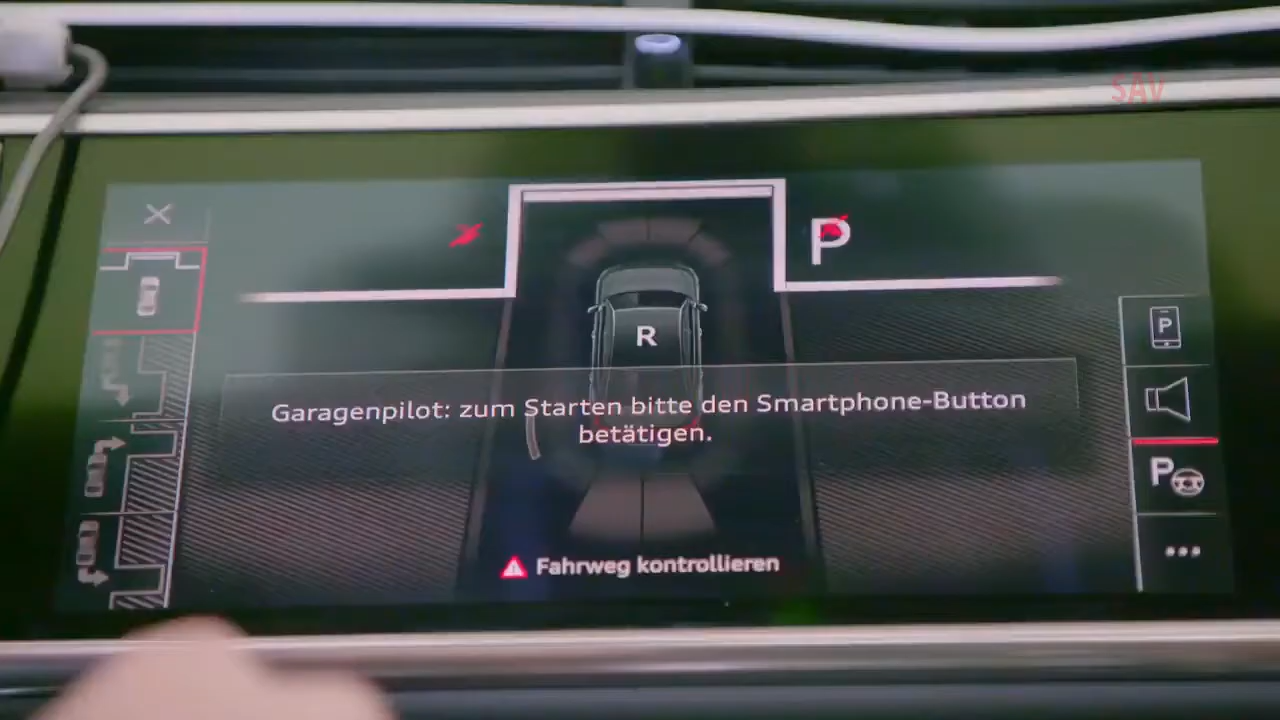 SAV
P
R
P
Garagenpilot: zum Starten bitte den Smartphone-Button
betätigen.
P
Fahrweg kontrollieren